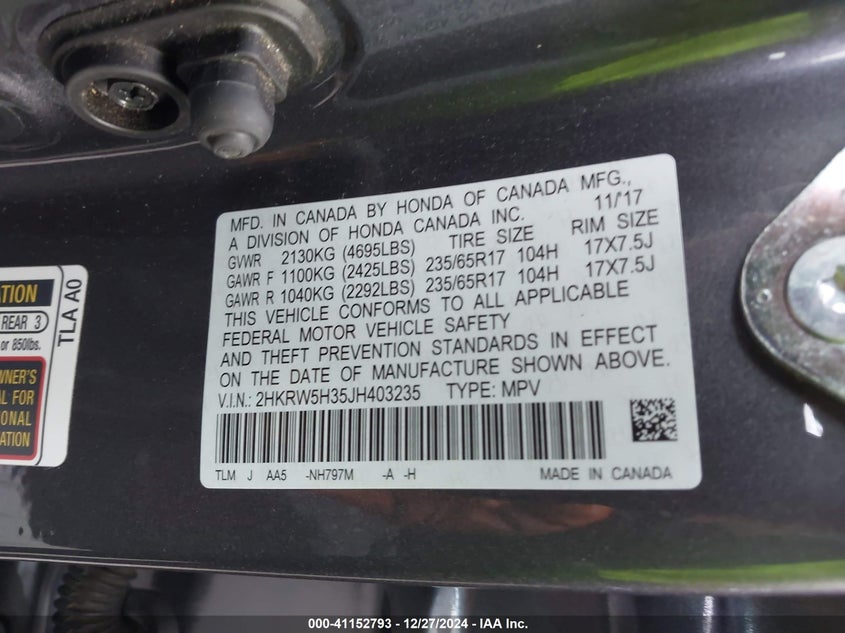 MFD. IN CANADA BY HONDA OF CANADA MFG.,
A DIVISION OF HONDA CANADA INC. 11/'17
GVWR 2130KG (4695LBS) TIRE SIZE RIM SIZE
GAWR F 1100KG (2425LBS) 235/65R17 104H 17X7.5J
GAWR R 1040KG (2292LBS) 235/65R17 104H 17X7.5J
THIS VEHICLE CONFORMS TO ALL APPLICABLE
FEDERAL MOTOR VEHICLE SAFETY
AND THEFT PREVENTION STANDARDS IN EFFECT
ON THE DATE OF MANUFACTURE SHOWN ABOVE.
V.I.N.: 2HKRW5H35JH403235 TYPE: MPV
TLM J AA5 -NH797M -A -H MADE IN CANADA
REAR 3
or 850lbs.
OWNER'S
FOR
TLA A0
000-41152793 - 12/27/2024 - IAA Inc.